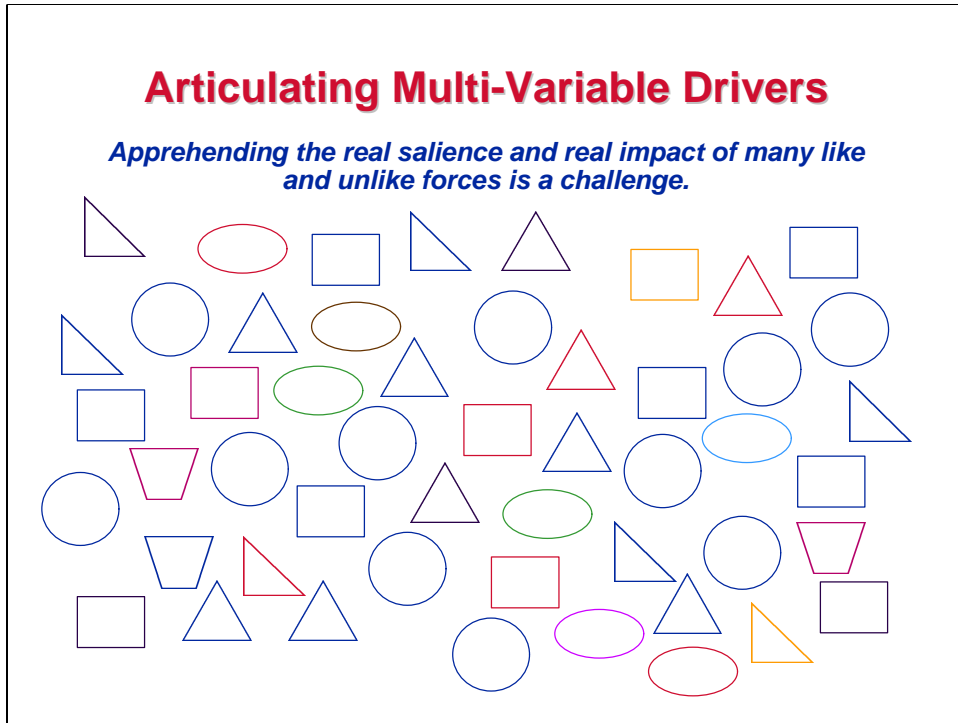 Articulating Multi-Variable Drivers
Apprehending the real salience and real impact of many like
and unlike forces is a challenge.